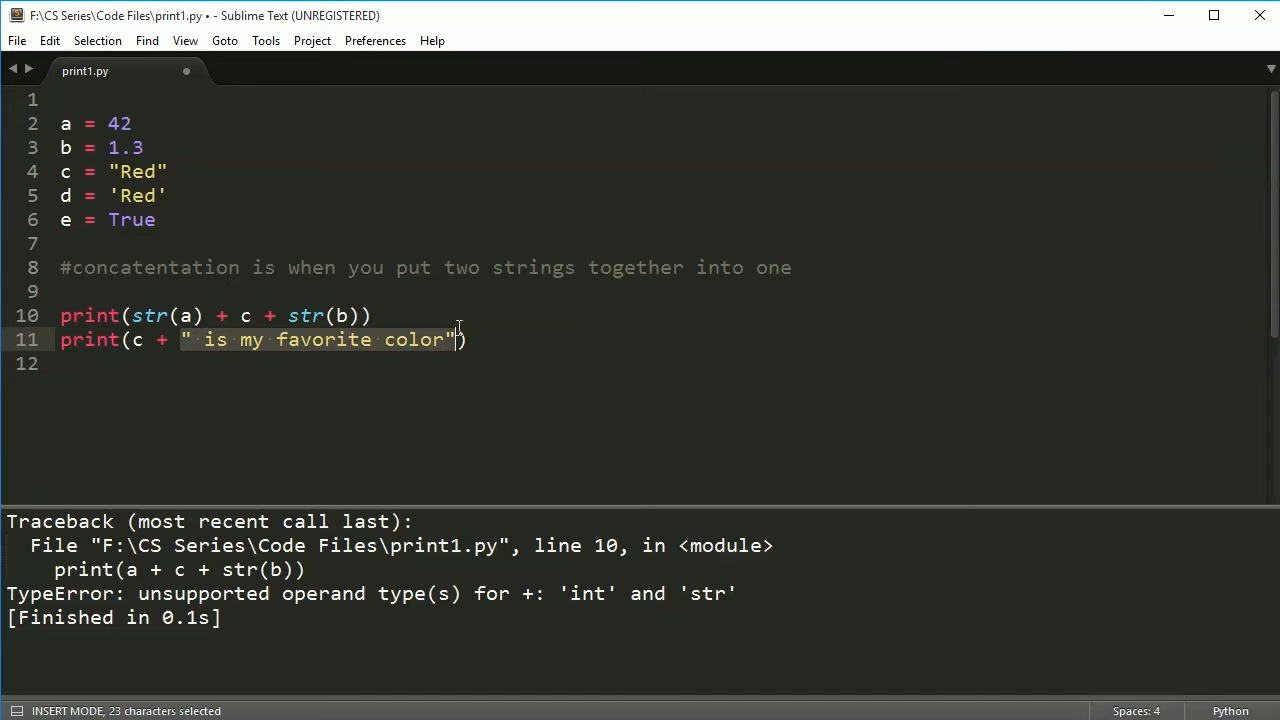 F:\CS Series\Code Files\print1.py • - Sublime Text (UNREGISTERED)
File Edit Selection Find View Goto Tools Project Preferences Help
print1.py
1
2 a = 42
3 b = 1.3
4 c = "Red"
5 d = 'Red'
6 e = True
7
8 #concatentation is when you put two strings together into one
9
10 print(str(a) + c + str(b))
11 print(c + " is my favorite color")
12
Traceback (most recent call last):
File "F:\CS Series\Code Files\print1.py", line 10, in <module>
print(a + c + str(b))
TypeError: unsupported operand type(s) for +: 'int' and 'str'
[Finished in 0.1s]
INSERT MODE, 23 characters selected Spaces: 4 Python